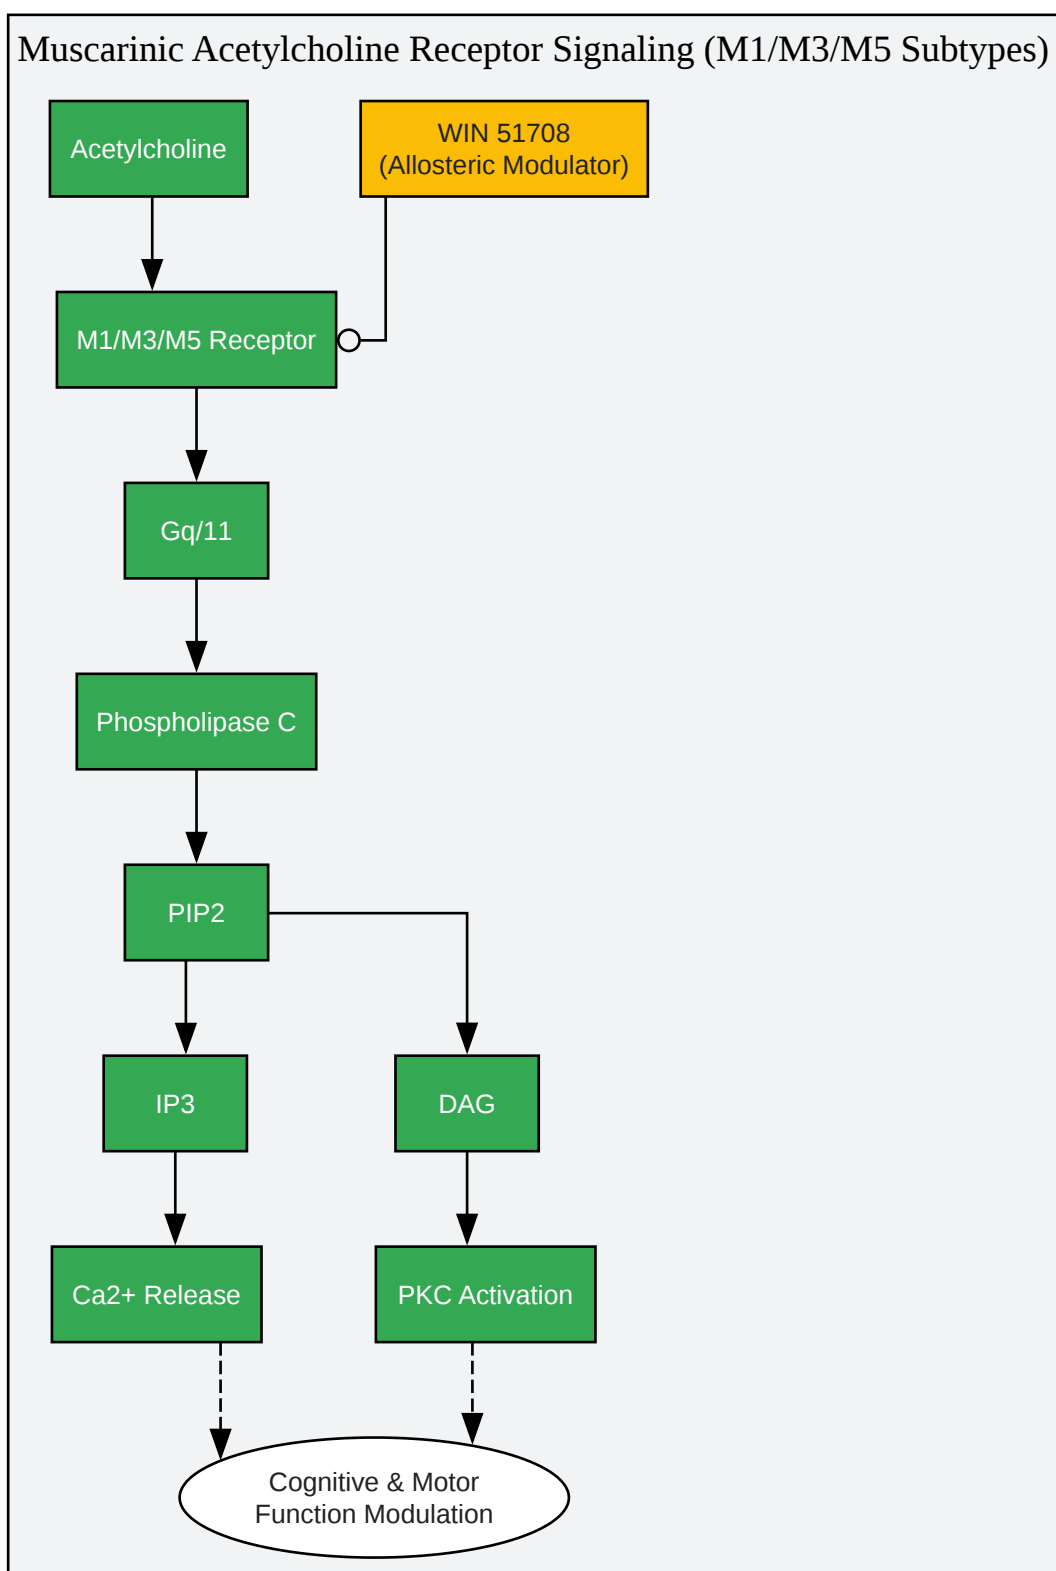 Muscarinic Acetylcholine Receptor Signaling (M1/M3/M5 Subtypes)
Acetylcholine
WIN 51708
(Allosteric Modulator)
M1/M3/M5 Receptor
Gq/11
Phospholipase C
PIP2
IP3
DAG
Ca2+ Release
PKC Activation
Cognitive & Motor
Function Modulation